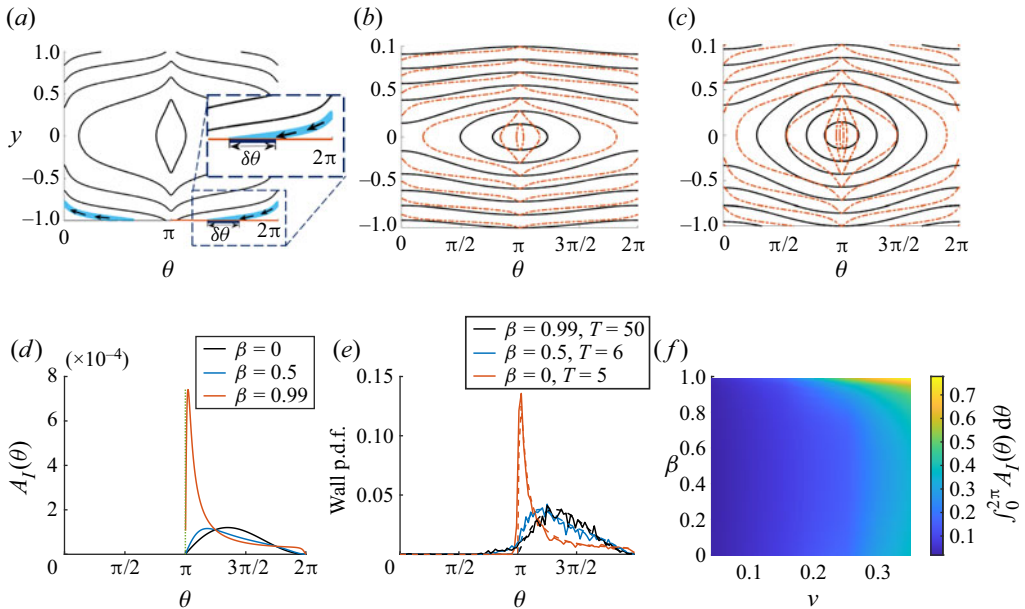 (a)
1.0
0.5
y
0
−0.5
−1.0
0
π
2π
θ
δθ
δθ
2π
(b)
0.1
0.5
0
−0.5
−1.0
0
π/2
π
3π/2
2π
θ
(c)
0.1
0.5
0
−0.5
−1.0
0
π/2
π
3π/2
2π
θ
(d)
(×10⁻⁴)
8
6
4
2
0
π/2
π
3π/2
2π
A_I(θ)
θ
β = 0
β = 0.5
β = 0.99
(e)
β = 0.99, T = 50
β = 0.5, T = 6
β = 0, T = 5
0.15
0.10
0.05
0
π/2
π
3π/2
2π
Wall p.d.f.
θ
(f)
1.0
0.8
0.6
β
0.4
0.2
0
0.1
0.2
0.3
ν
0.7
0.6
0.5
0.4
0.3
0.2
0.1
∫₀²π A_I(θ) dθ